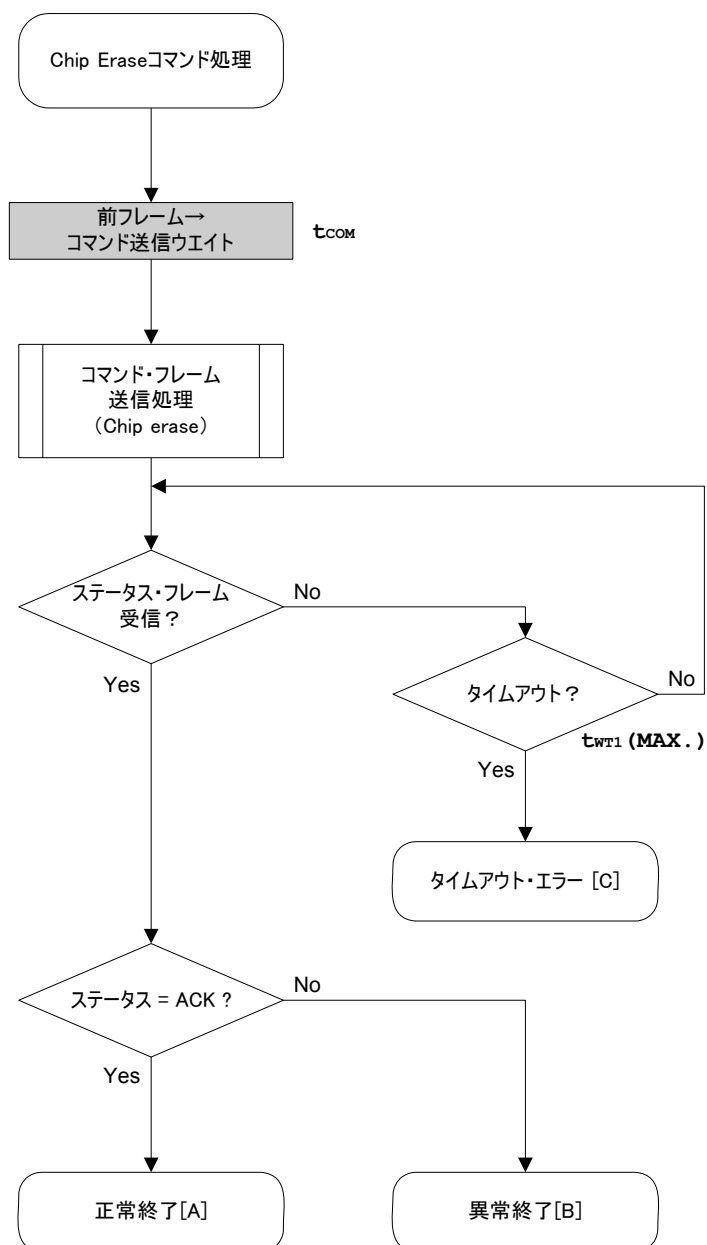 Chip Eraseコマンド処理
前フレーム→
コマンド送信ウエイト
tCOM
コマンド・フレーム
送信処理
（Chip erase）
ステータス・フレーム
受信？
No
Yes
タイムアウト？
No
tWT1(MAX.)
Yes
タイムアウト・エラー [C]
ステータス = ACK ?
No
Yes
正常終了[A]
異常終了[B]